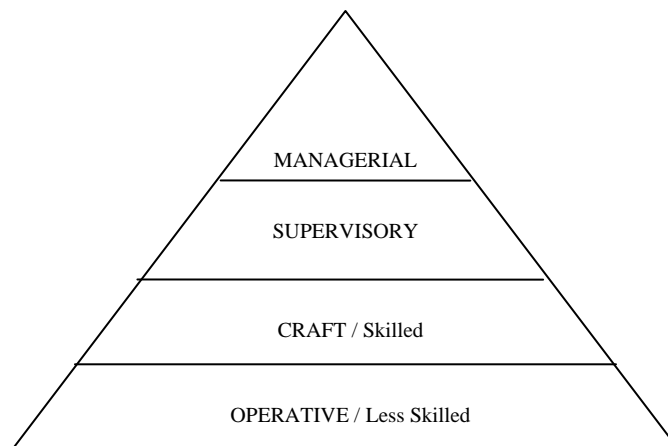 MANAGERIAL
SUPERVISORY
CRAFT / Skilled
OPERATIVE / Less Skilled